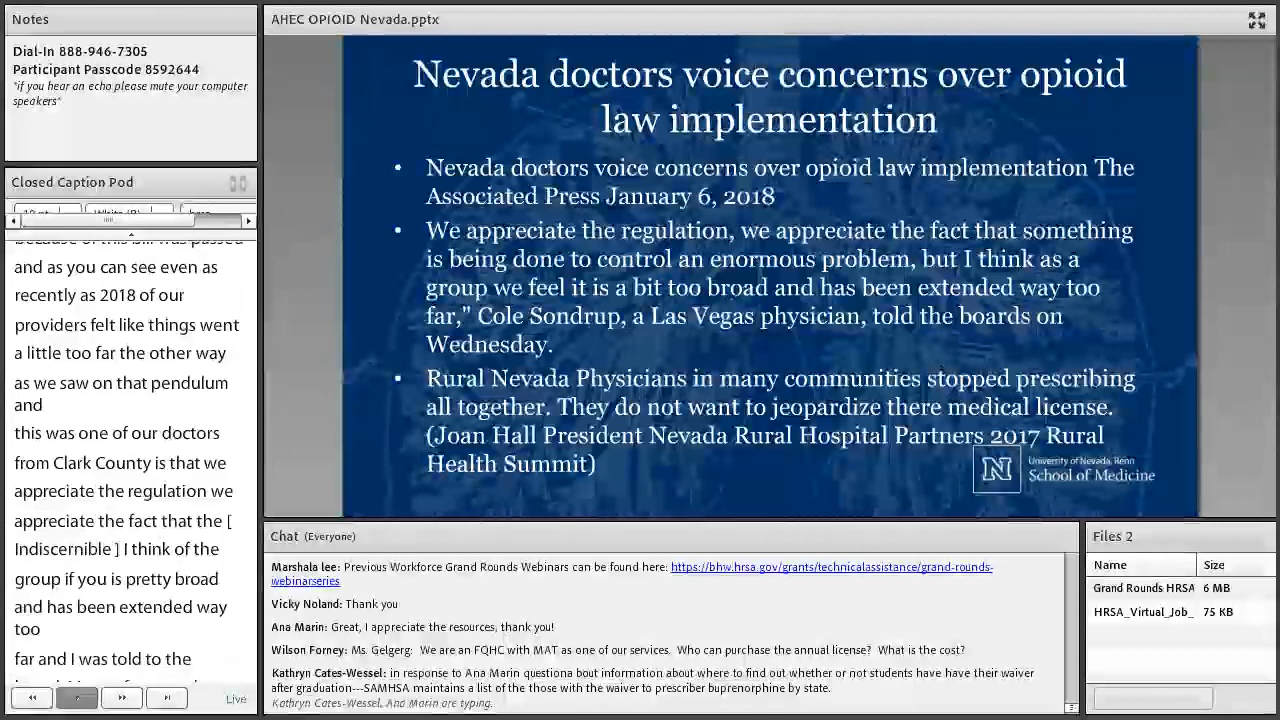 Notes
Dial-In 888-946-7305
Participant Passcode 8592644
*if you hear an echo please mute your computer
speakers*
Closed Caption Pod
because of this bill was passed
and as you can see even as
recently as 2018 of our
providers felt like things went
a little too far the other way
as we saw on that pendulum
and
this was one of our doctors
from Clark County is that we
appreciate the regulation we
appreciate the fact that the [
Indiscernible ] I think of the
group if you is pretty broad
and has been extended way
too
far and I was told to the
Live
AHEC OPIOID Nevada.pptx
Nevada doctors voice concerns over opioid
law implementation
• Nevada doctors voice concerns over opioid law implementation The
Associated Press January 6, 2018
• We appreciate the regulation, we appreciate the fact that something
is being done to control an enormous problem, but I think as a
group we feel it is a bit too broad and has been extended way too
far," Cole Sondrup, a Las Vegas physician, told the boards on
Wednesday.
• Rural Nevada Physicians in many communities stopped prescribing
all together. They do not want to jeopardize there medical license.
(Joan Hall President Nevada Rural Hospital Partners 2017 Rural
Health Summit)
N
University of Nevada, Reno
School of Medicine
Chat (Everyone)
Marshala lee: Previous Workforce Grand Rounds Webinars can be found here: https://bhw.hrsa.gov/grants/technicalassistance/grand-rounds-
webinarseries
Vicky Noland: Thank you
Ana Marin: Great, I appreciate the resources, thank you!
Wilson Forney: Ms. Gelgerg: We are an FQHC with MAT as one of our services. Who can purchase the annual license? What is the cost?
Kathryn Cates-Wessel: in response to Ana Marin questiona bout information about where to find out whether or not students have have their waiver
after graduation---SAMHSA maintains a list of the those with the waiver to prescriber buprenorphine by state.
Kathryn Cates-Wessel, Ana Marin are typing.
Files 2
Name Size
Grand Rounds HRSA 6 MB
HRSA_Virtual_Job_ 75 KB